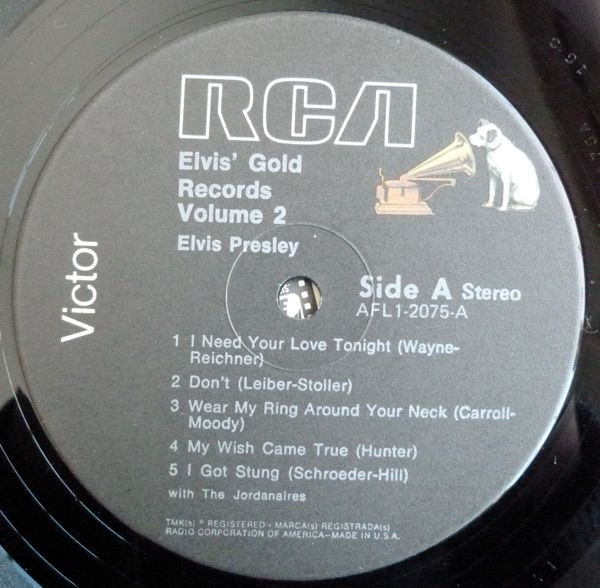 RCA
Elvis' Gold
Records
Volume 2
Elvis Presley
Victor
Side A Stereo
AFL1-2075-A
1 I Need Your Love Tonight (Wayne-
Reichner)
2 Don't (Leiber-Stoller)
3 Wear My Ring Around Your Neck (Carroll-
Moody)
4 My Wish Came True (Hunter)
5 I Got Stung (Schroeder-Hill)
with The Jordanaires
TMK(s) ® REGISTERED • MARCA(s) REGISTRADA(s)
RADIO CORPORATION OF AMERICA—MADE IN U.S.A.